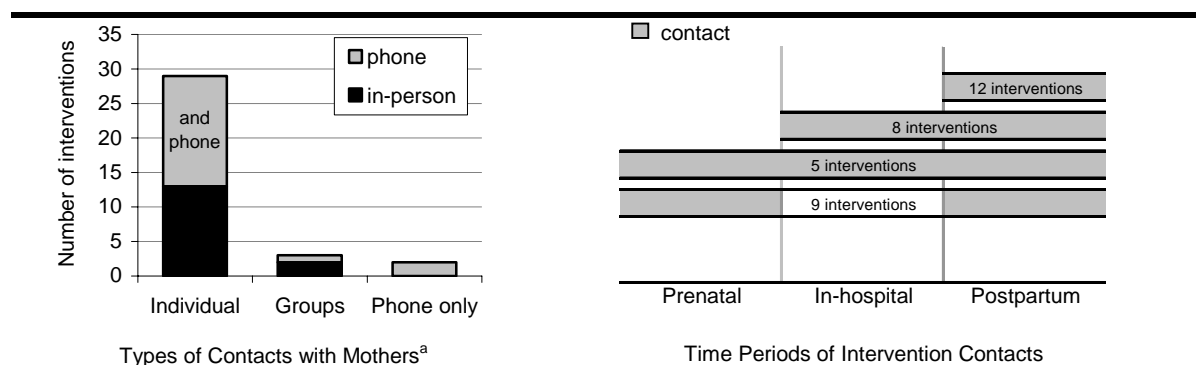 Number of interventions
35
30
25
20
15
10
5
0
phone
in-person
and
phone
Individual
Groups
Phone only
Types of Contacts with Mothersᵃ
contact
12 interventions
8 interventions
5 interventions
9 interventions
Prenatal
In-hospital
Postpartum
Time Periods of Intervention Contacts